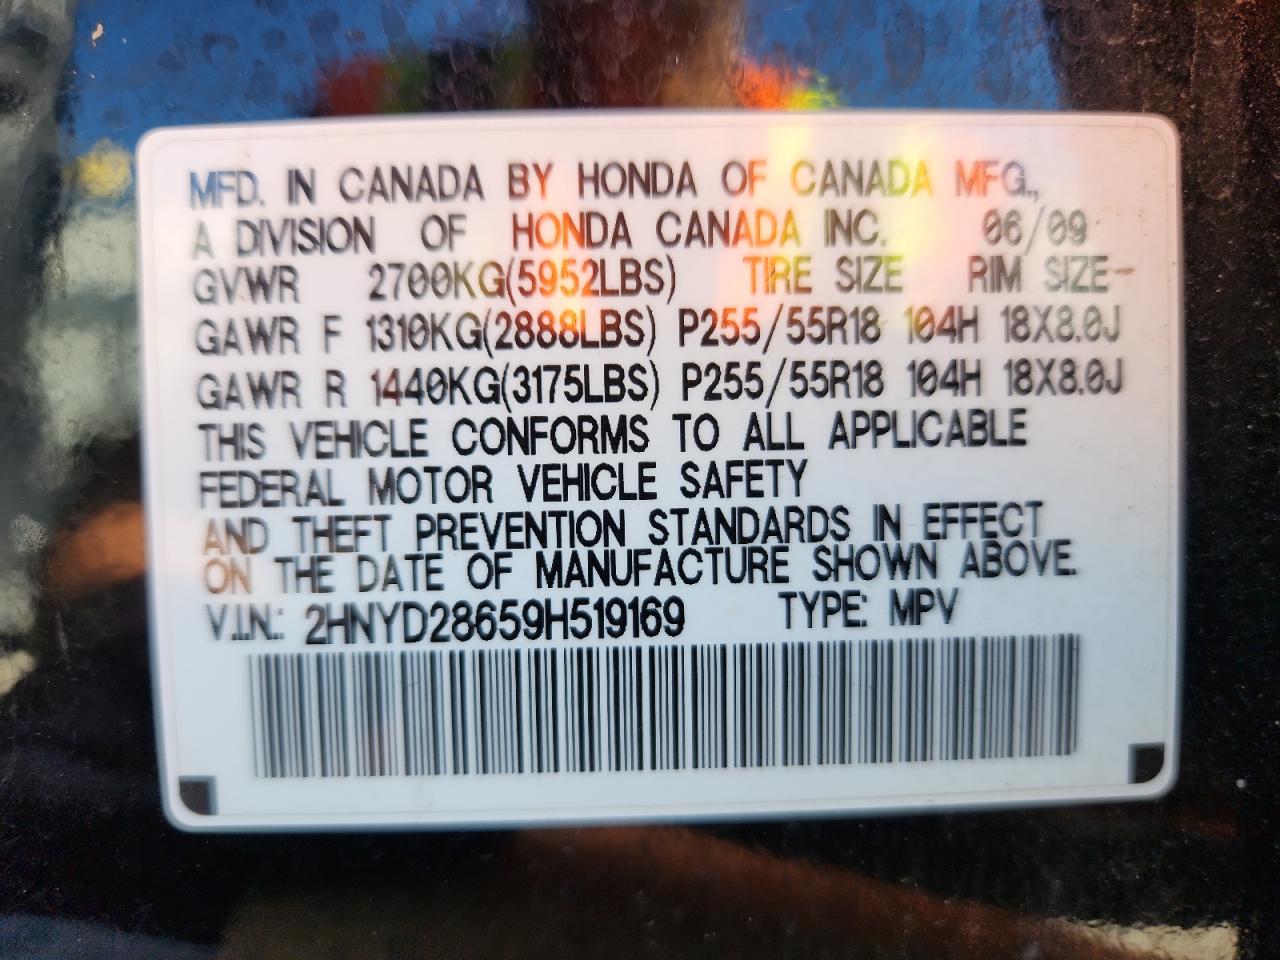 MFD. IN CANADA BY HONDA OF CANADA MFG.,
A DIVISION OF HONDA CANADA INC. 06/09
GVWR 2700KG(5952LBS) TIRE SIZE RIM SIZE
GAWR F 1310KG(2888LBS) P255/55R18 104H 18X8.0J
GAWR R 1440KG(3175LBS) P255/55R18 104H 18X8.0J
THIS VEHICLE CONFORMS TO ALL APPLICABLE
FEDERAL MOTOR VEHICLE SAFETY
AND THEFT PREVENTION STANDARDS IN EFFECT
ON THE DATE OF MANUFACTURE SHOWN ABOVE.
V.I.N.: 2HNYD28659H519169 TYPE: MPV